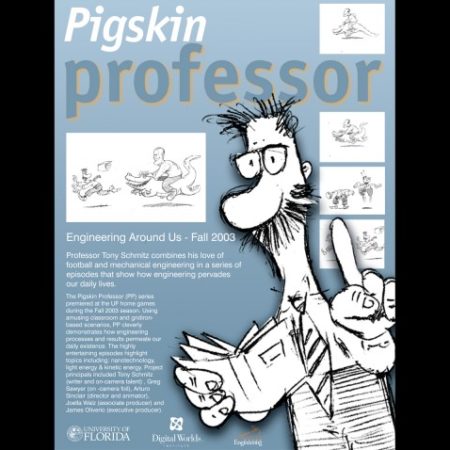 Pigskin
professor
Engineering Around Us - Fall 2003
Professor Tony Schmitz combines his love of
football and mechanical engineering in a series of
episodes that show how engineering pervades
our daily lives.
The Pigskin Professor (PP) series
premiered at the UF home games
during the Fall 2003 season. Using
amusing classroom and gridiron-
based scenarios, PP cleverly
demonstrates how engineering
processes and results permeate our
daily existence. The highly
entertaining episodes highlight
topics including: nanotechnology,
light energy & kinetic energy. Project
principals included Tony Schmitz
(writer and on-camera talent) , Greg
Sawyer (on -camera foil), Arturo
Sinclair (director and animator),
Joella Walz (associate producer) and
James Oliverio (executive producer).
UNIVERSITY OF
FLORIDA
Digital Worlds
INSTITUTE
Engineering